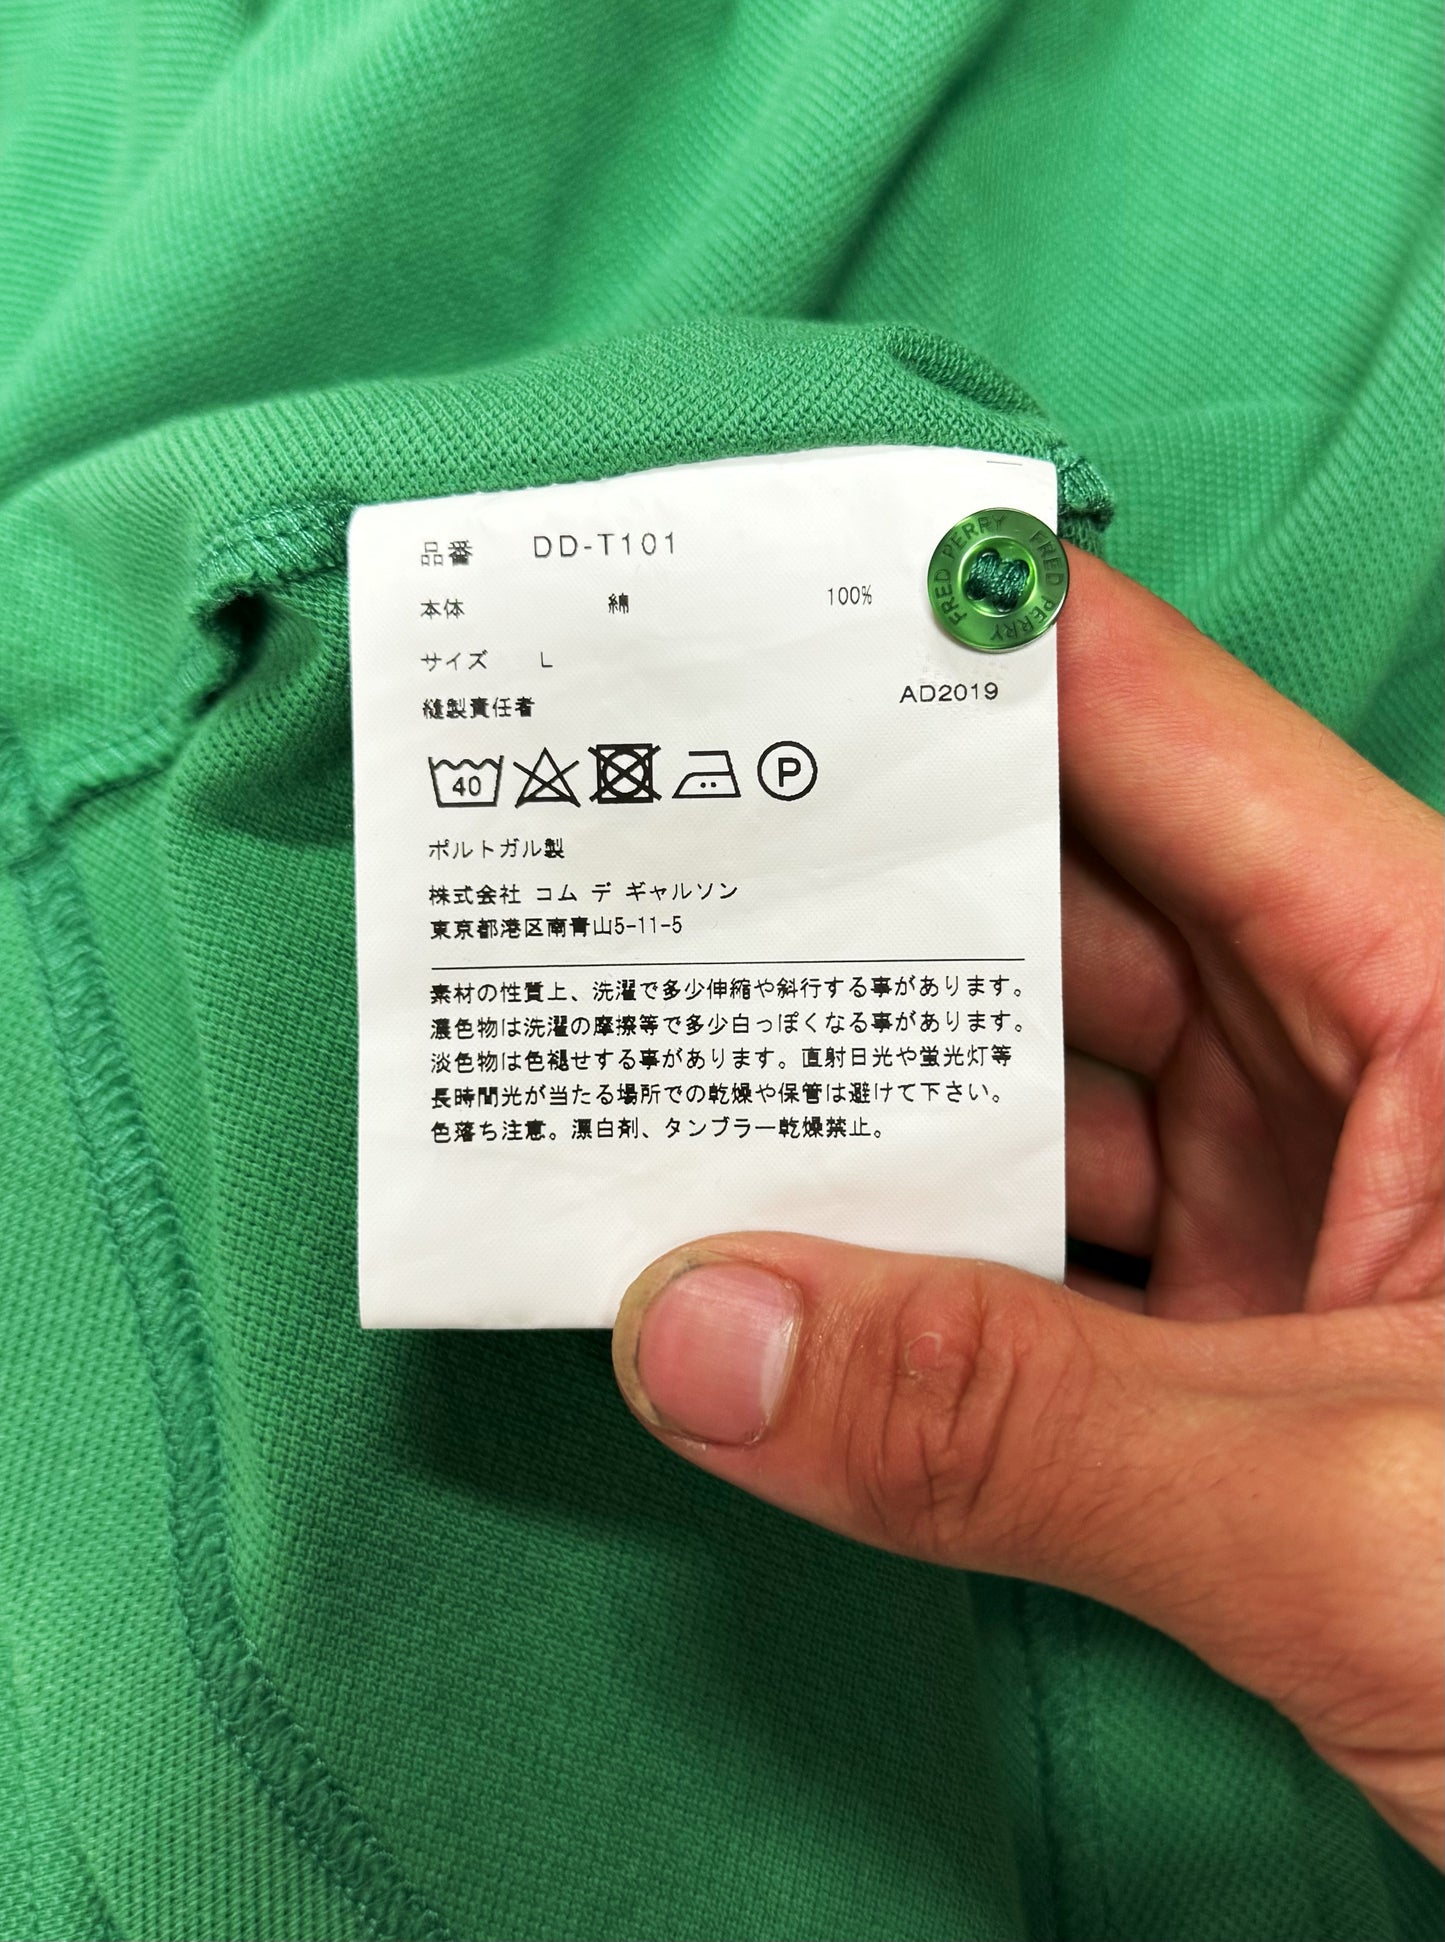 品番 DD-T101
本体 綿 100%
サイズ L
縫製責任者 AD2019
40 P
ポルトガル製
株式会社 コム デ ギャルソン
東京都港区南青山5-11-5
素材の性質上、洗濯で多少伸縮や斜行する事があります。
濃色物は洗濯の摩擦等で多少白っぽくなる事があります。
淡色物は色褪せする事があります。直射日光や蛍光灯等
長時間光が当たる場所での乾燥や保管は避けて下さい。
色落ち注意。漂白剤、タンブラー乾燥禁止。
FRED PERRY FRED PERRY